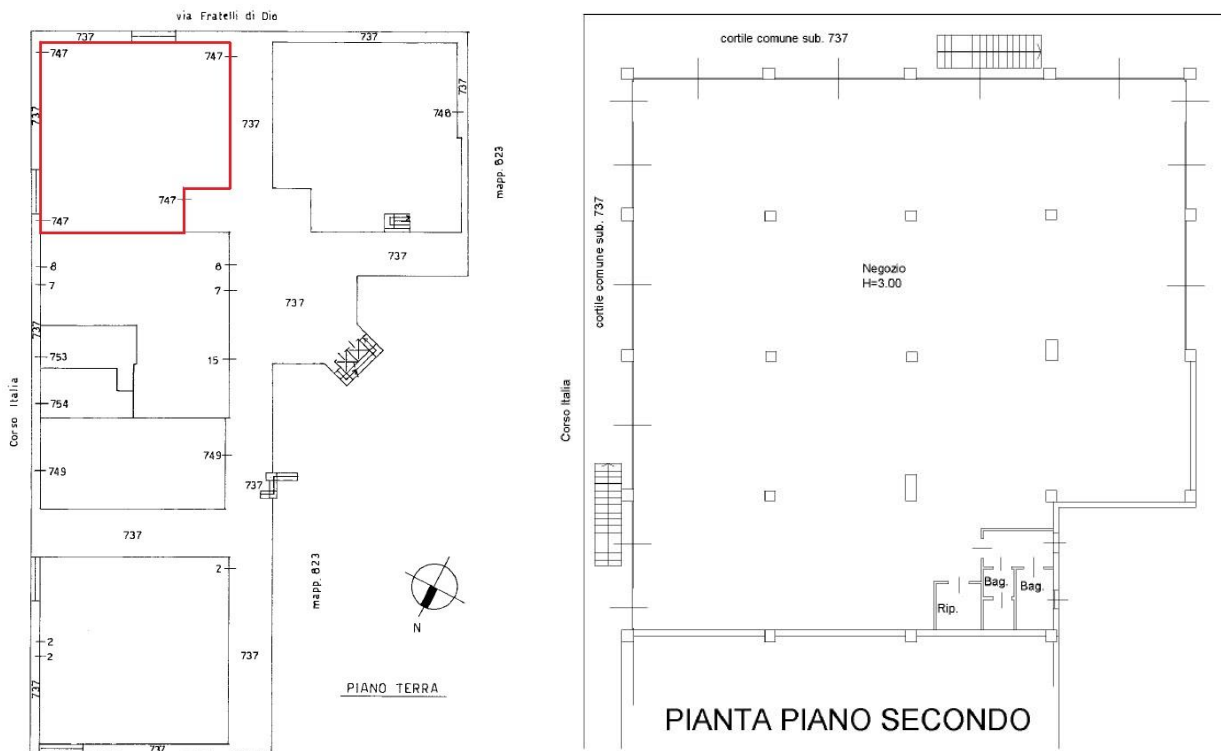 via Fratelli di Dio
737
737
747
747
737
737
737
748
mapp. 823
747
747
737
8
6
7
7
737
737
753
15
754
Corso Italia
749
749
737
737
mapp. 823
2
N
2
2
737
737
PIANO TERRA
737
cortile comune sub. 737
cortile comune sub. 737
Negozio
H=3.00
Corso Italia
Bag.
Bag.
Rip.
PIANTA PIANO SECONDO